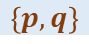 {p, q}